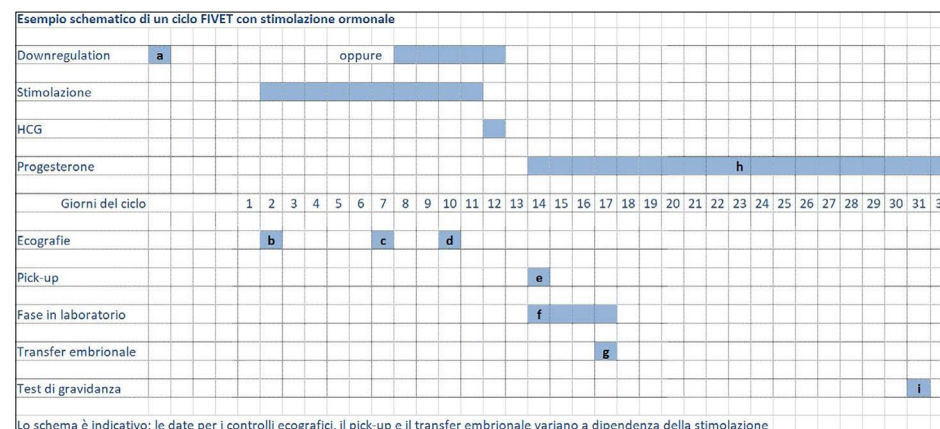 Esempio schematico di un ciclo FIVET con stimolazione ormonale
Downregulation a oppure
Stimolazione
HCG
Progesterone h
Giorni del ciclo 1 2 3 4 5 6 7 8 9 10 11 12 13 14 15 16 17 18 19 20 21 22 23 24 25 26 27 28 29 30 31
Ecografie b c d
Pick-up e
Fase in laboratorio f
Transfer embrionale g
Test di gravidanza i
Lo schema è indicativo: le date per i controlli ecografici, il pick-up e il transfer embrionale variano a dipendenza della stimolazione